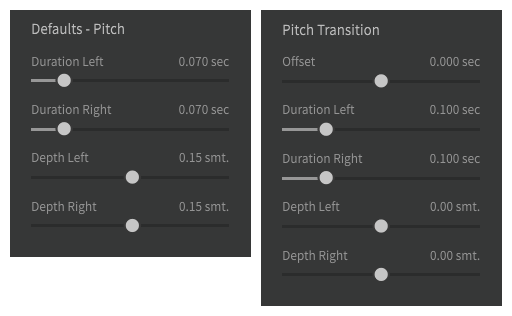 Defaults - Pitch
Duration Left 0.070 sec
Duration Right 0.070 sec
Depth Left 0.15 smt.
Depth Right 0.15 smt.
Pitch Transition
Offset 0.000 sec
Duration Left 0.100 sec
Duration Right 0.100 sec
Depth Left 0.00 smt.
Depth Right 0.00 smt.